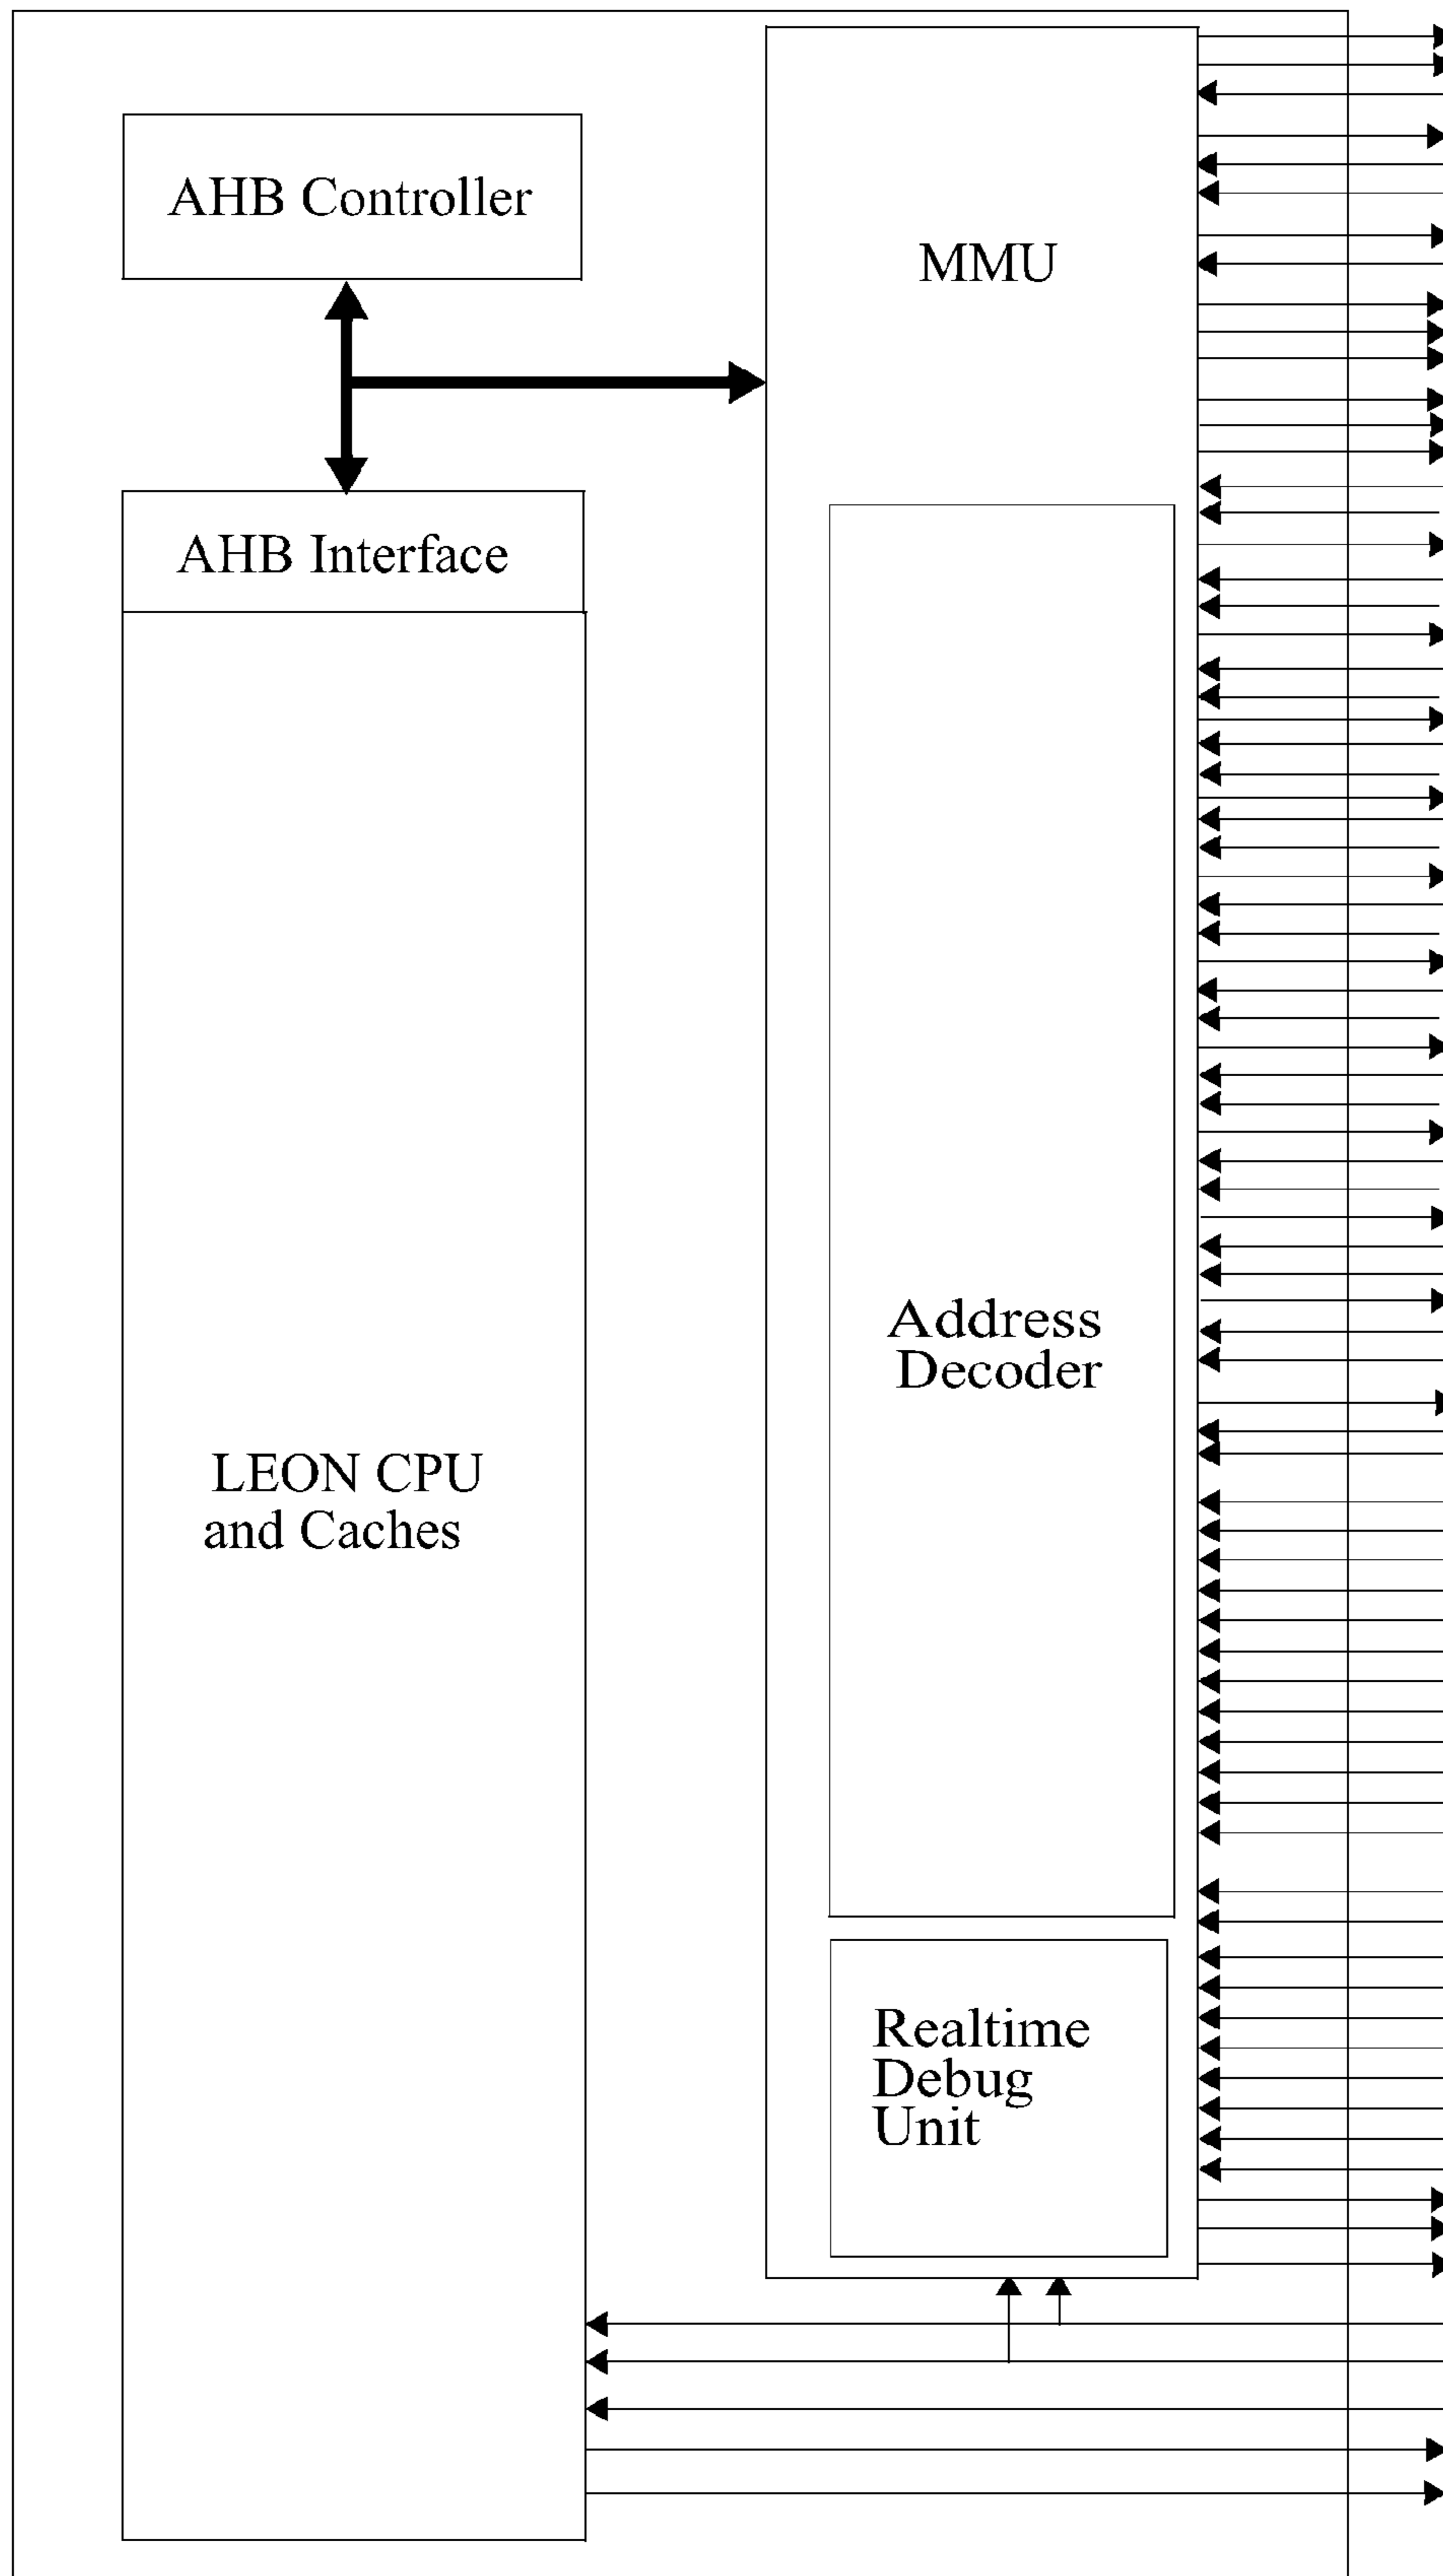 AHB Controller
MMU
AHB Interface
Address
Decoder
LEON CPU
and Caches
Realtime
Debug
Unit